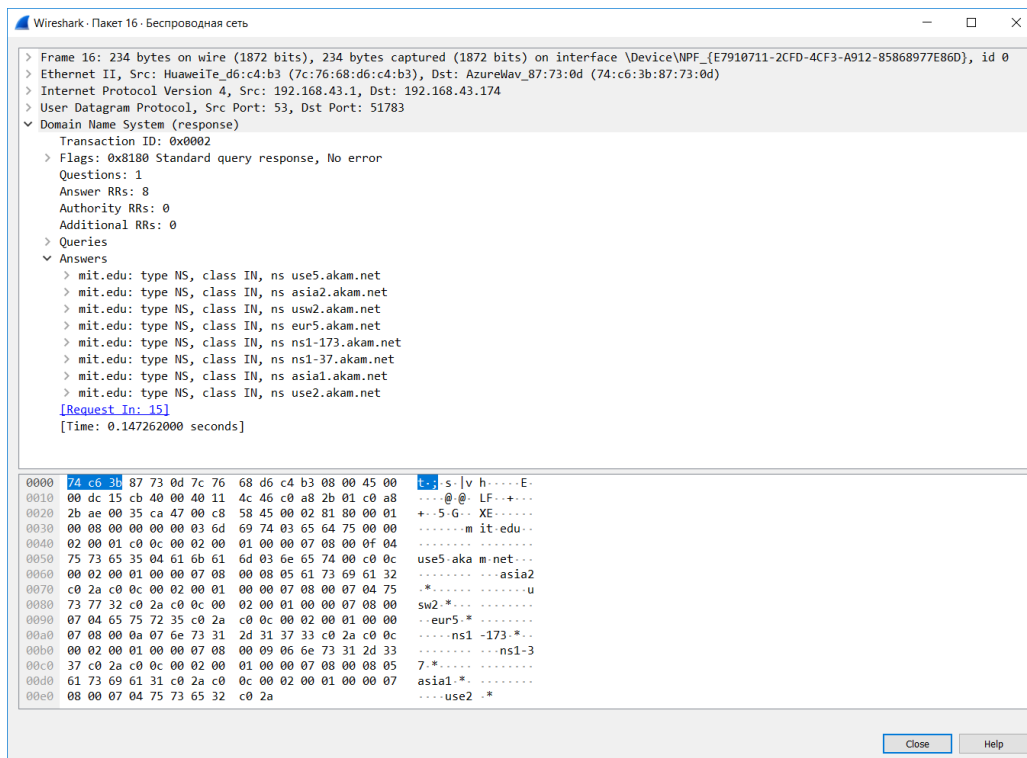 Wireshark · Пакет 16 · Беспроводная сеть
> Frame 16: 234 bytes on wire (1872 bits), 234 bytes captured (1872 bits) on interface \Device\NPF_{E7910711-2CFD-4CF3-A912-85868977E86D}, id 0
> Ethernet II, Src: HuaweiTe_d6:c4:b3 (7c:76:68:d6:c4:b3), Dst: AzureWav_87:73:0d (74:c6:3b:87:73:0d)
> Internet Protocol Version 4, Src: 192.168.43.1, Dst: 192.168.43.174
> User Datagram Protocol, Src Port: 53, Dst Port: 51783
Domain Name System (response)
Transaction ID: 0x0002
> Flags: 0x8180 Standard query response, No error
Questions: 1
Answer RRs: 8
Authority RRs: 0
Additional RRs: 0
> Queries
Answers
> mit.edu: type NS, class IN, ns use5.akam.net
> mit.edu: type NS, class IN, ns asia2.akam.net
> mit.edu: type NS, class IN, ns usw2.akam.net
> mit.edu: type NS, class IN, ns eur5.akam.net
> mit.edu: type NS, class IN, ns ns1-173.akam.net
> mit.edu: type NS, class IN, ns ns1-37.akam.net
> mit.edu: type NS, class IN, ns asia1.akam.net
> mit.edu: type NS, class IN, ns use2.akam.net
[Request In: 15]
[Time: 0.147262000 seconds]
0000 74 c6 3b 87 73 0d 7c 76 68 d6 c4 b3 08 00 45 00 t·;·s·|v h·····E·
0010 00 dc 15 cb 40 00 40 11 4c 46 c0 a8 2b 01 c0 a8 ····@·@· LF··+···
0020 2b ae 00 35 ca 47 00 c8 58 45 00 02 81 80 00 01 +··5·G·· XE······
0030 00 08 00 00 00 00 03 6d 69 74 03 65 64 75 00 00 ·······m it·edu··
0040 02 00 01 c0 0c 00 02 00 01 00 00 07 08 00 0f 04 ········ ········
0050 75 73 65 35 04 61 6b 61 6d 03 6e 65 74 00 c0 0c use5·aka m·net···
0060 00 02 00 01 00 00 07 08 00 08 05 61 73 69 61 32 ········ ···asia2
0070 c0 2a c0 0c 00 02 00 01 00 00 07 08 00 07 04 75 ·*······ ·······u
0080 73 77 32 c0 2a c0 0c 00 02 00 01 00 00 07 08 00 sw2·*··· ········
0090 07 04 65 75 72 35 c0 2a c0 0c 00 02 00 01 00 00 ··eur5·* ········
00a0 07 08 00 0a 07 6e 73 31 2d 31 37 33 c0 2a c0 0c ·····ns1 -173·*··
00b0 00 02 00 01 00 00 07 08 00 09 06 6e 73 31 2d 33 ········ ···ns1-3
00c0 37 c0 2a c0 0c 00 02 00 01 00 00 07 08 00 08 05 7·*····· ········
00d0 61 73 69 61 31 c0 2a c0 0c 00 02 00 01 00 00 07 asia1·*· ········
00e0 08 00 07 04 75 73 65 32 c0 2a ····use2 ·*
Close Help